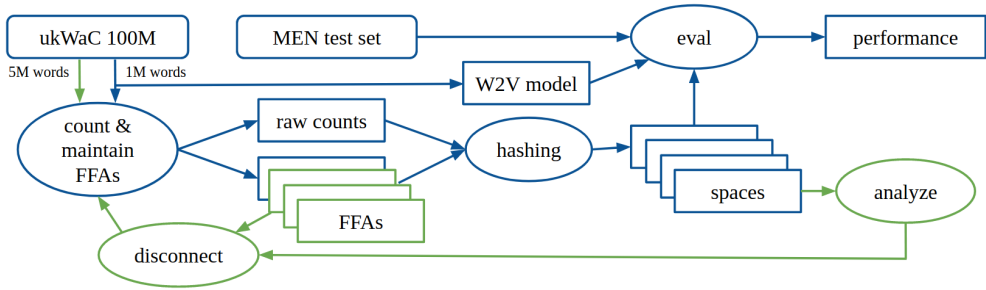 ukWaC 100M
MEN test set
eval
performance
5M words
1M words
W2V model
count &
maintain
FFAs
raw counts
hashing
spaces
analyze
FFAs
disconnect